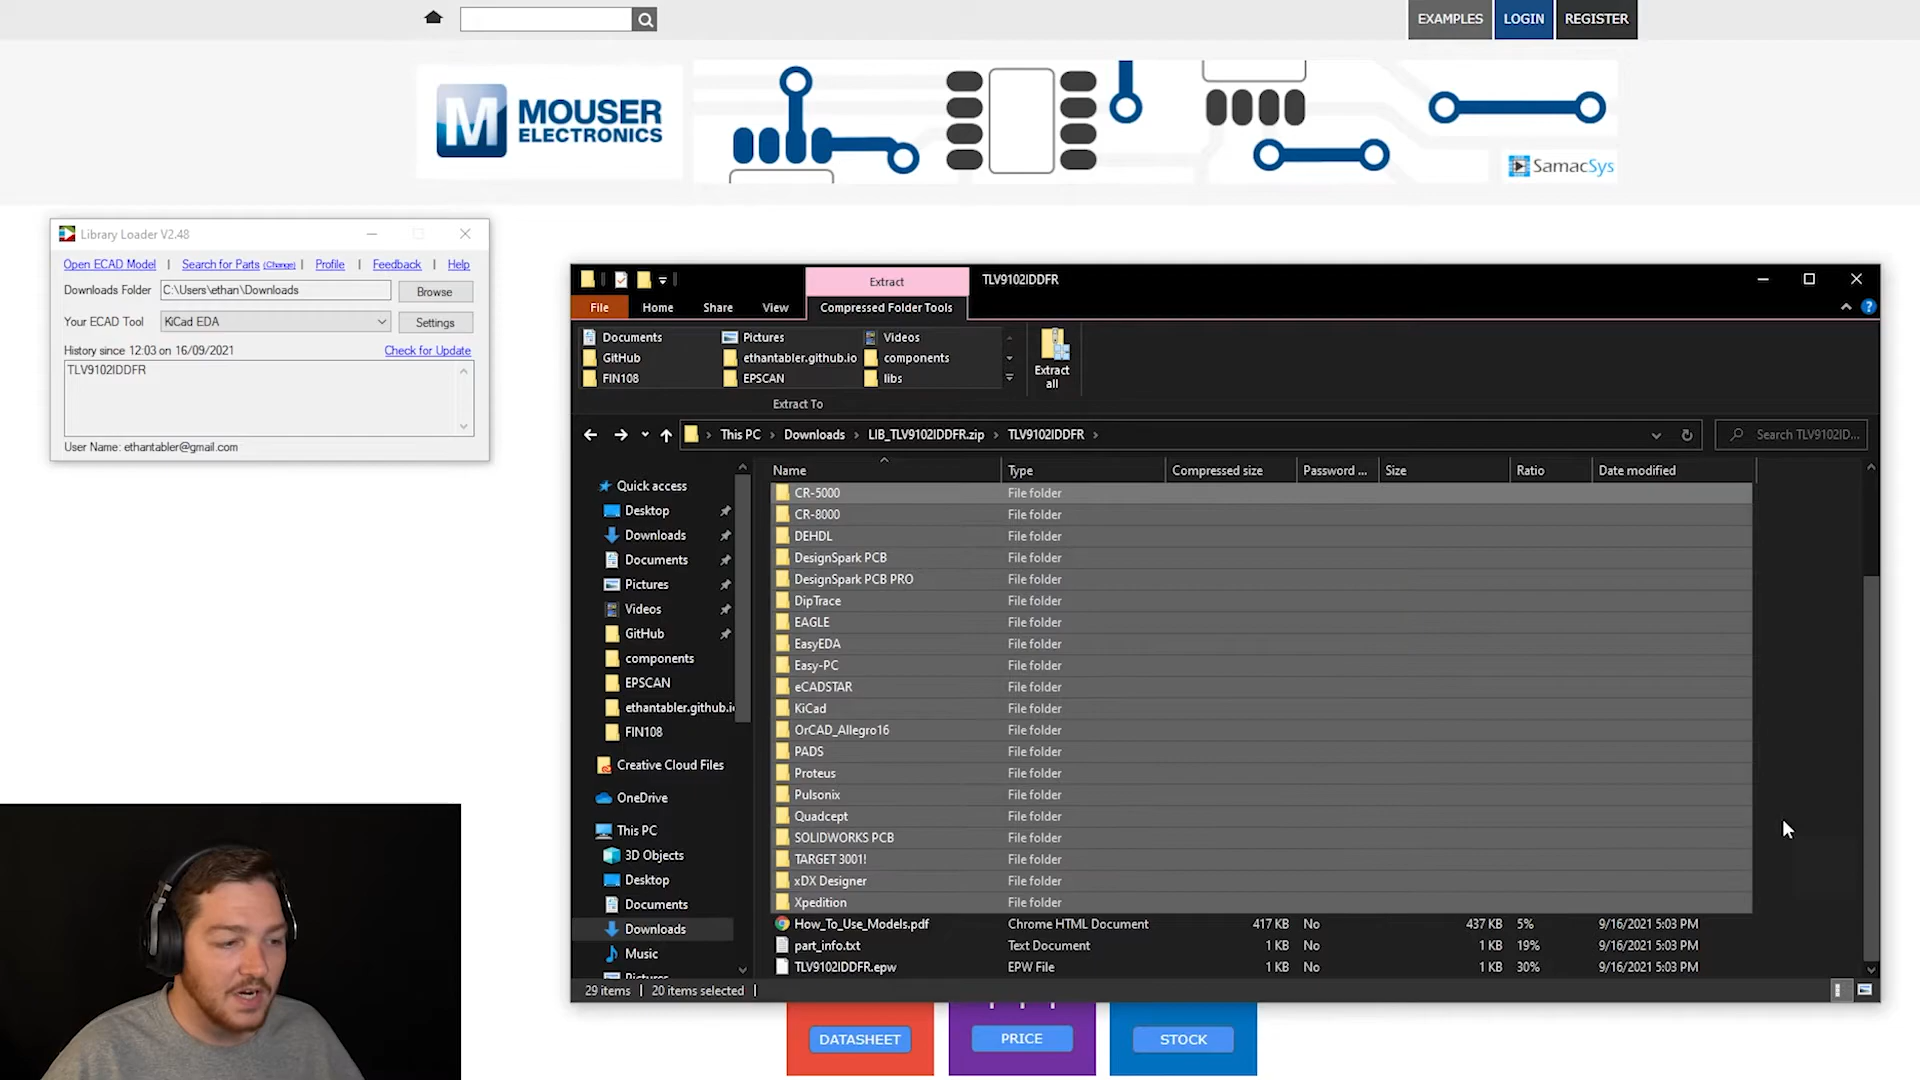 EXAMPLES LOGIN REGISTER
M MOUSER ELECTRONICS
SamacSys
Library Loader V2.48
Open ECAD Model | Search for Parts (Change) | Profile | Feedback | Help
Downloads Folder C:\Users\ethan\Downloads Browse
Your ECAD Tool KiCad EDA Settings
History since 12:03 on 16/09/2021 Check for Update
TLV9102IDDFR
User Name: ethantabler@gmail.com
Extract TLV9102IDDFR
File Home Share View Compressed Folder Tools
Documents Pictures Videos
GitHub ethantabler.github.io components
FIN108 EPSCAN libs
Extract all
Extract To
This PC > Downloads > LIB_TLV9102IDDFR.zip > TLV9102IDDFR > Search TLV9102ID...
Name Type Compressed size Password ... Size Ratio Date modified
Quick access
Desktop
Downloads
Documents
Pictures
Videos
GitHub
components
EPSCAN
ethantabler.github.i
FIN108
Creative Cloud Files
OneDrive
This PC
3D Objects
Desktop
Documents
Downloads
Music
Pictures
CR-5000 File folder
CR-8000 File folder
DEHDL File folder
DesignSpark PCB File folder
DesignSpark PCB PRO File folder
DipTrace File folder
EAGLE File folder
EasyEDA File folder
Easy-PC File folder
eCADSTAR File folder
KiCad File folder
OrCAD_Allegro16 File folder
PADS File folder
Proteus File folder
Pulsonix File folder
Quadcept File folder
SOLIDWORKS PCB File folder
TARGET 3001! File folder
xDX Designer File folder
Xpedition File folder
How_To_Use_Models.pdf Chrome HTML Document 417 KB No 437 KB 5% 9/16/2021 5:03 PM
part_info.txt Text Document 1 KB No 1 KB 19% 9/16/2021 5:03 PM
TLV9102IDDFR.epw EPW File 1 KB No 1 KB 30% 9/16/2021 5:03 PM
29 items | 20 items selected |
DATASHEET PRICE STOCK